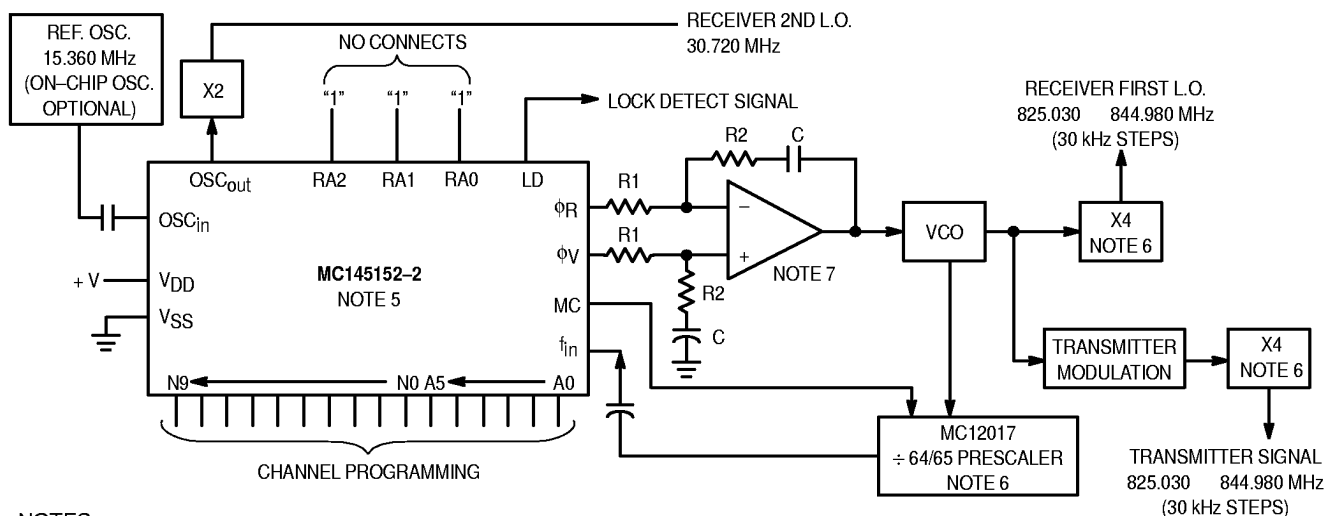 REF. OSC.
15.360 MHz
(ON–CHIP OSC.
OPTIONAL)
X2
NO CONNECTS
“1” “1” “1”
RECEIVER 2ND L.O.
30.720 MHz
LOCK DETECT SIGNAL
RECEIVER FIRST L.O.
825.030 844.980 MHz
(30 kHz STEPS)
OSCout RA2 RA1 RA0 LD
OSCin
+ V VDD
VSS
MC145152–2
NOTE 5
ϕR
ϕV
MC
fin
N9 N0 A5 A0
CHANNEL PROGRAMMING
R1
R1
R2 C
–
+
NOTE 7
R2
C
VCO
X4
NOTE 6
TRANSMITTER
MODULATION
X4
NOTE 6
MC12017
÷ 64/65 PRESCALER
NOTE 6
TRANSMITTER SIGNAL
825.030 844.980 MHz
(30 kHz STEPS)